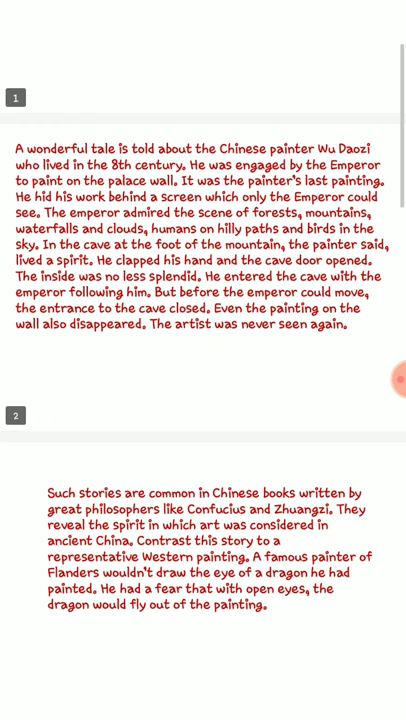 1
A wonderful tale is told about the Chinese painter Wu Daozi
who lived in the 8th century. He was engaged by the Emperor
to paint on the palace wall. It was the painter's last painting.
He hid his work behind a screen which only the Emperor could
see. The emperor admired the scene of forests, mountains,
waterfalls and clouds, humans on hilly paths and birds in the
sky. In the cave at the foot of the mountain, the painter said,
lived a spirit. He clapped his hand and the cave door opened.
The inside was no less splendid. He entered the cave with the
emperor following him. But before the emperor could move,
the entrance to the cave closed. Even the painting on the
wall also disappeared. The artist was never seen again.
2
Such stories are common in Chinese books written by
great philosophers like Confucius and Zhuangzi. They
reveal the spirit in which art was considered in
ancient China. Contrast this story to a
representative Western painting. A famous painter of
Flanders wouldn't draw the eye of a dragon he had
painted. He had a fear that with open eyes, the
dragon would fly out of the painting.